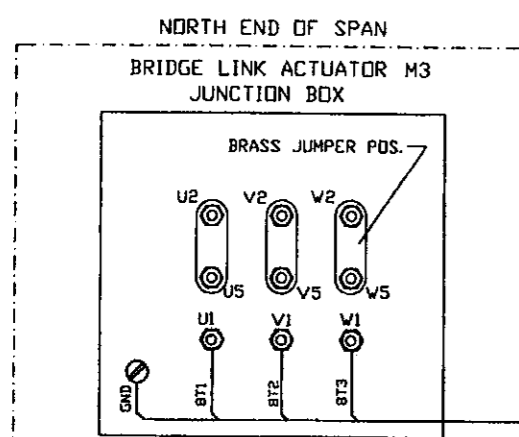 NORTH END OF SPAN
BRIDGE LINK ACTUATOR M3
JUNCTION BOX
BRASS JUMPER POS.
U2 V2 W2
U5 V5 W5
U1 V1 W1
GND BT1 BT2 BT3